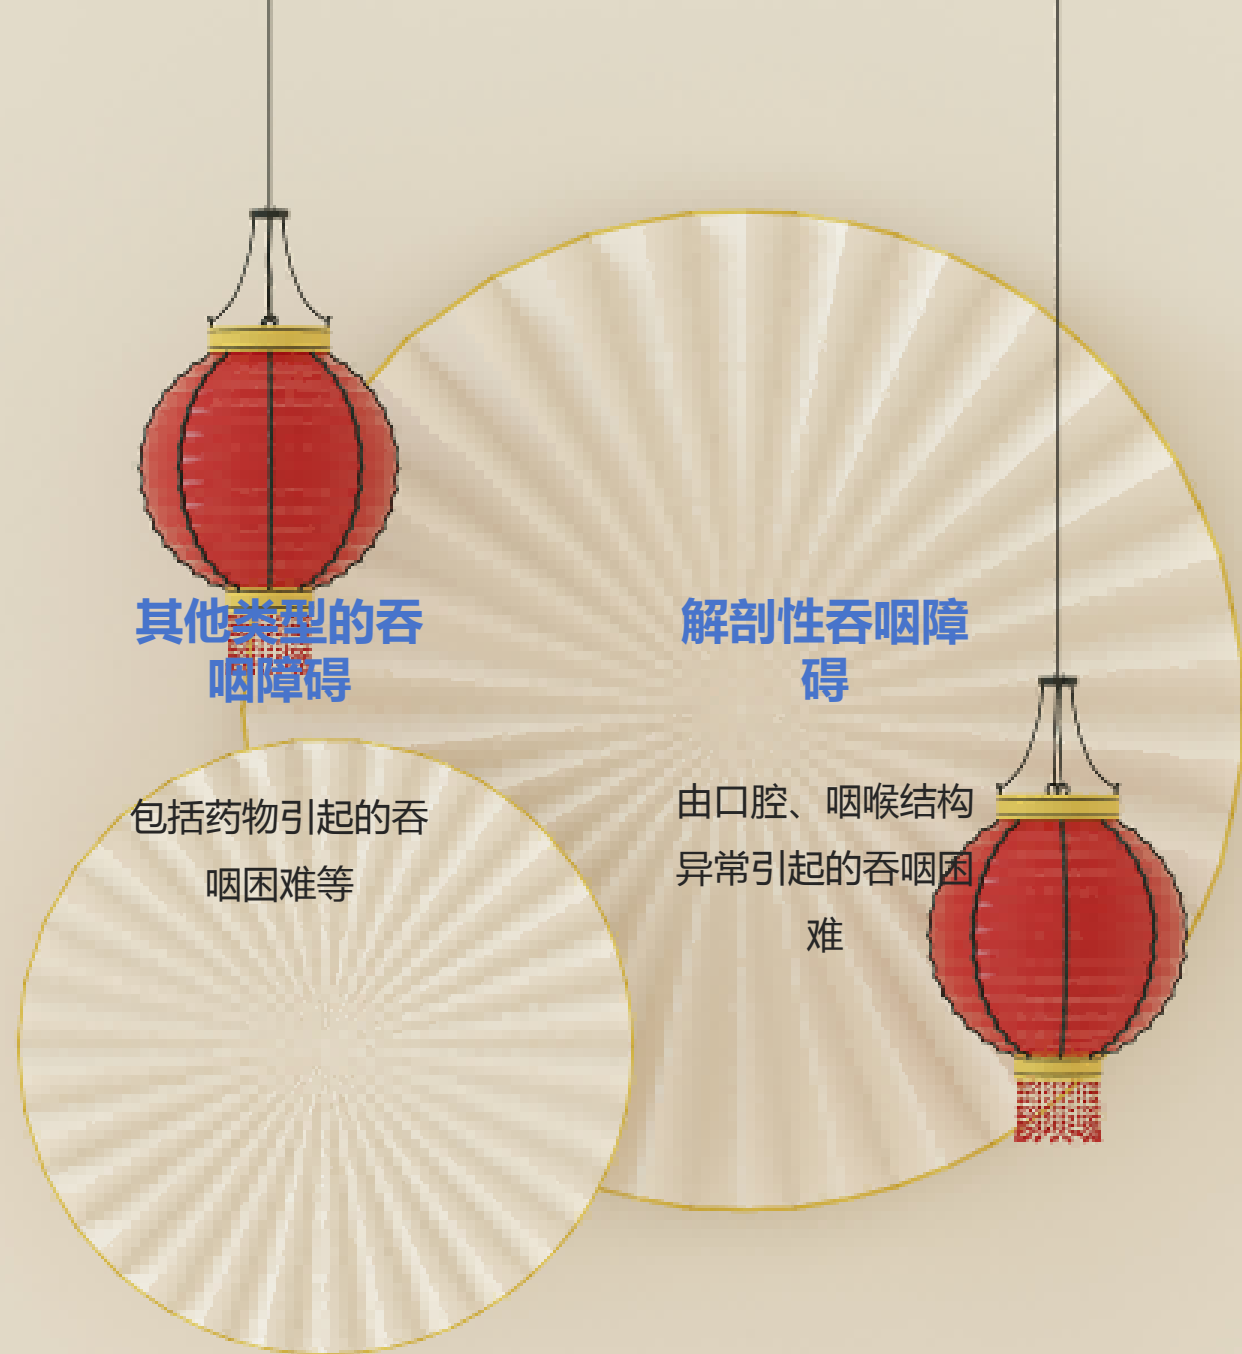 其他类型的吞
咽障碍
包括药物引起的吞
咽困难等
解剖性吞咽障
碍
由口腔、咽喉结构
异常引起的吞咽困
难